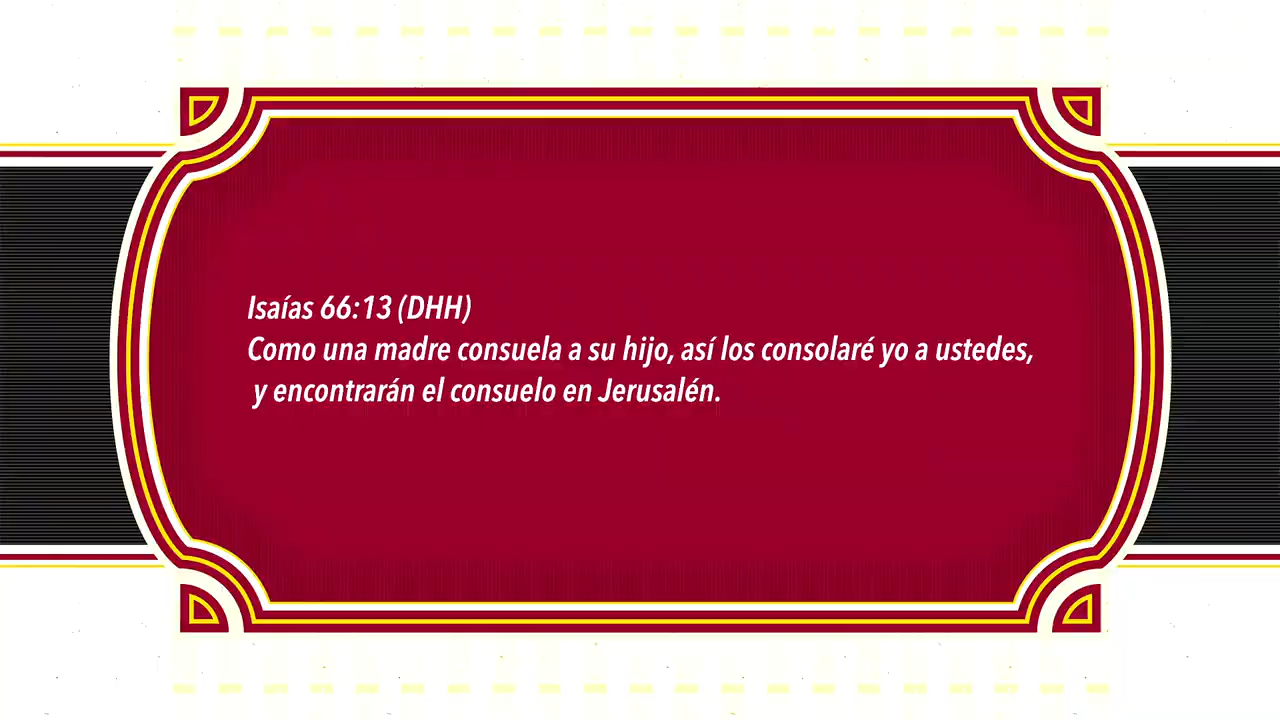 Isaías 66:13 (DHH)
Como una madre consuela a su hijo, así los consolaré yo a ustedes,
y encontrarán el consuelo en Jerusalén.